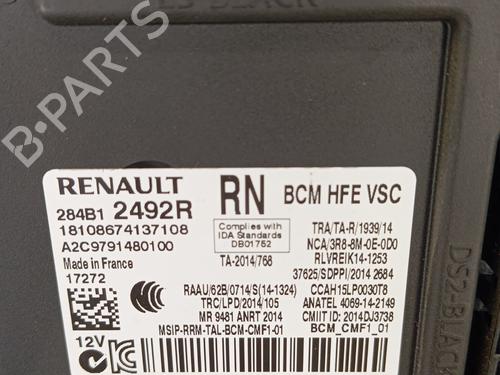 BLACK
RENAULT
RN
BCM HFE VSC
284B1 2492R
18108674137108
A2C9791480100
Made in France
17272
12V
Complies with
IDA Standards
DB01752
TA-2014/768
TRA/TA-R/1939/14
NCA/3R8-8M-0E-0D0
RLVREIK14-1253
37625/SDPPI/2014 2684
RAAU/62B/0714/S(14-1324)
CCAH15LP0030T8
TRC/LPD/2014/105
ANATEL 4069-14-2149
MR 9481 ANRT 2014
CMIIT ID: 2014DJ3738
MSIP-RRM-TAL-BCM-CMF1-01
BCM_CMF1_01
DS2-BLACK
B-PARTS